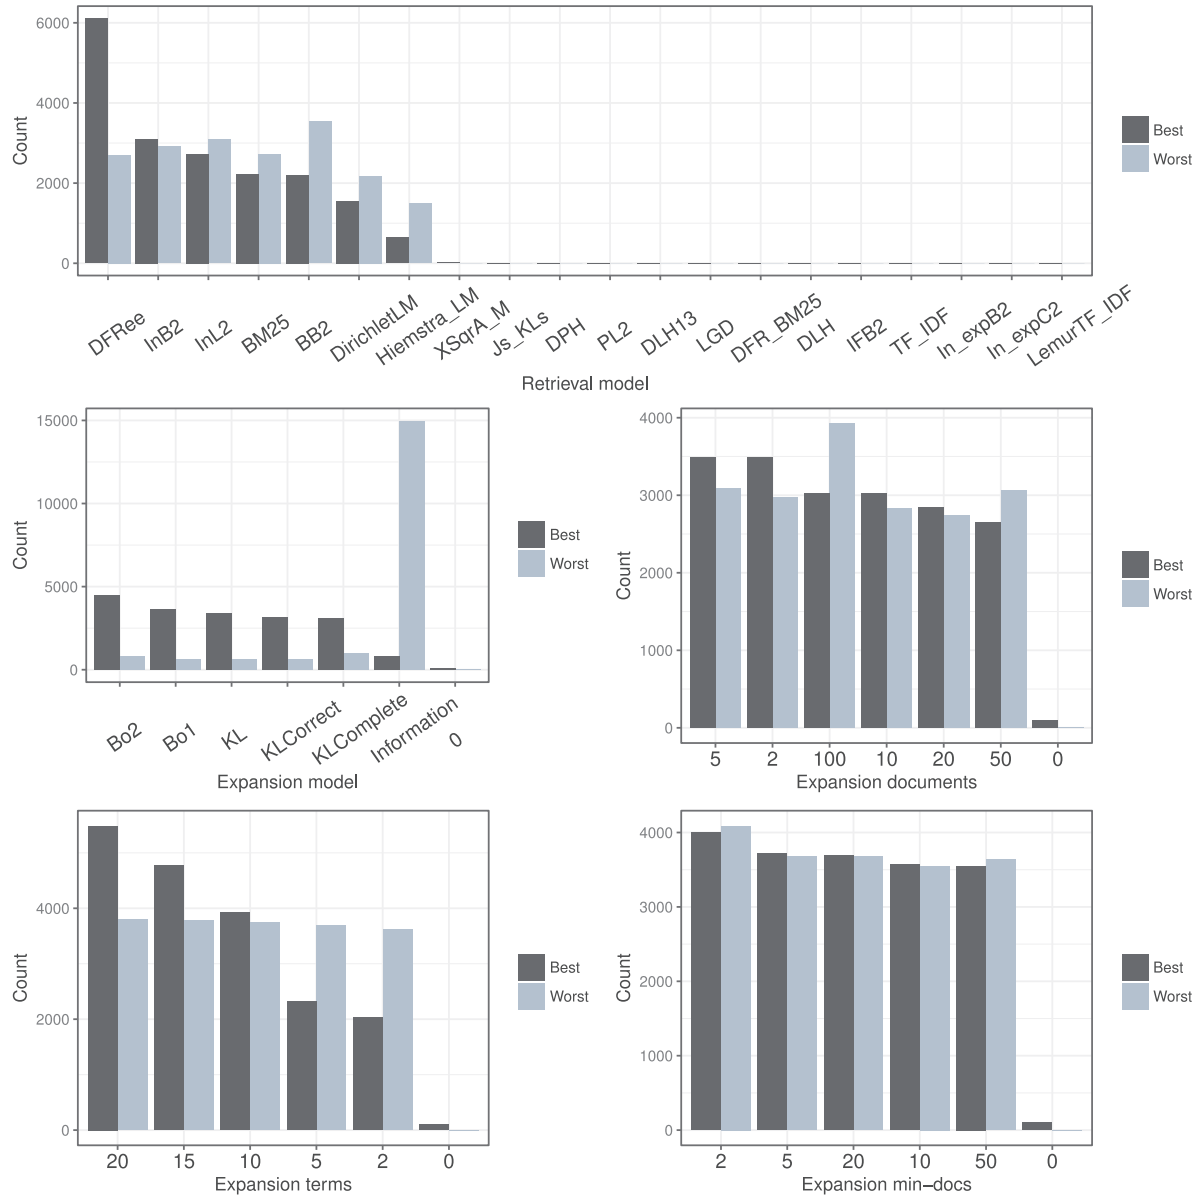 6000
4000
2000
0
Count
Best
Worst
DFRee
InB2
InL2
BM25
BB2
DirichletLM
Hiemstra_LM
XSqrA_M
Js_KLs
DPH
PL2
DLH13
LGD
DFR_BM25
DLH
IFB2
TF_IDF
In_expB2
In_expC2
LemurTF_IDF
Retrieval model
15000
10000
5000
0
Count
Best
Worst
Bo2
Bo1
KL
KLCorrect
KLComplete
Information
0
Expansion model
4000
3000
2000
1000
0
Count
Best
Worst
5 2 100 10 20 50 0
Expansion documents
4000
2000
0
Count
Best
Worst
20 15 10 5 2 0
Expansion terms
4000
3000
2000
1000
0
Count
Best
Worst
2 5 20 10 50 0
Expansion min−docs